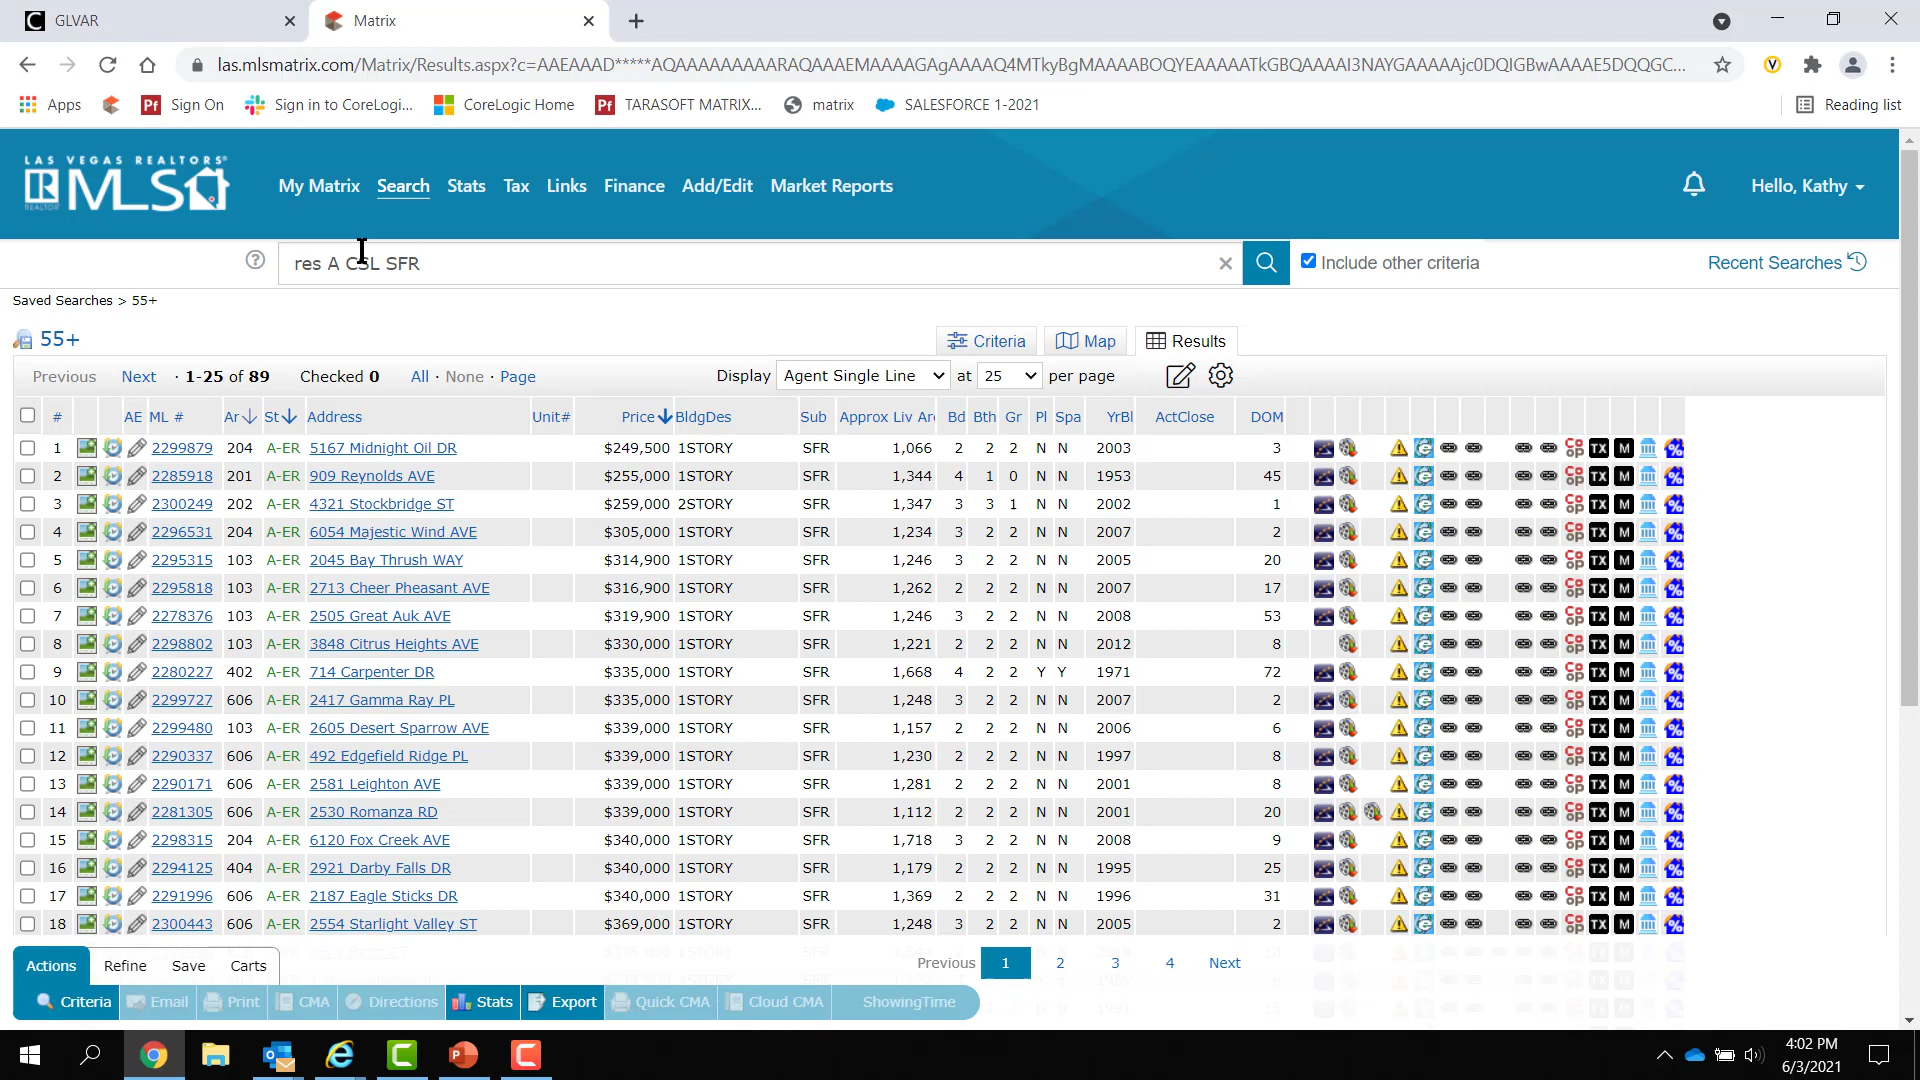 GLVAR
Matrix
las.mlsmatrix.com/Matrix/Results.aspx?c=AAEAAAD*****AQAAAAAAAAARAQAAAEMAAAAGAgAAAAQ4MTkyBgMAAAABOQYEAAAAATkGBQAAAAI3NAYGAAAAAjc0DQIGBwAAAAE5DQQGC...
Apps
Sign On
Sign in to CoreLogi...
CoreLogic Home
TARASOFT MATRIX...
matrix
SALESFORCE 1-2021
Reading list
LAS VEGAS REALTORS®
MLS
REALTOR
My Matrix Search Stats Tax Links Finance Add/Edit Market Reports
Hello, Kathy
res A CSL SFR
Include other criteria
Recent Searches
Saved Searches > 55+
55+
Criteria Map Results
Previous Next · 1-25 of 89 Checked 0 All · None · Page Display Agent Single Line at 25 per page
# AE ML # Ar St Address Unit# Price BldgDes Sub Approx Liv Ar Bd Bth Gr Pl Spa YrBl ActClose DOM
1 2299879 204 A-ER 5167 Midnight Oil DR $249,500 1STORY SFR 1,066 2 2 2 N N 2003 3
2 2285918 201 A-ER 909 Reynolds AVE $255,000 1STORY SFR 1,344 4 1 0 N N 1953 45
3 2300249 202 A-ER 4321 Stockbridge ST $259,000 2STORY SFR 1,347 3 3 1 N N 2002 1
4 2296531 204 A-ER 6054 Majestic Wind AVE $305,000 1STORY SFR 1,234 3 2 2 N N 2007 2
5 2295315 103 A-ER 2045 Bay Thrush WAY $314,900 1STORY SFR 1,246 3 2 2 N N 2005 20
6 2295818 103 A-ER 2713 Cheer Pheasant AVE $316,900 1STORY SFR 1,262 2 2 2 N N 2007 17
7 2278376 103 A-ER 2505 Great Auk AVE $319,900 1STORY SFR 1,246 3 2 2 N N 2008 53
8 2298802 103 A-ER 3848 Citrus Heights AVE $330,000 1STORY SFR 1,221 2 2 2 N N 2012 8
9 2280227 402 A-ER 714 Carpenter DR $335,000 1STORY SFR 1,668 4 2 2 Y Y 1971 72
10 2299727 606 A-ER 2417 Gamma Ray PL $335,000 1STORY SFR 1,248 3 2 2 N N 2007 2
11 2299480 103 A-ER 2605 Desert Sparrow AVE $339,000 1STORY SFR 1,157 2 2 2 N N 2006 6
12 2290337 606 A-ER 492 Edgefield Ridge PL $339,000 1STORY SFR 1,230 2 2 2 N N 1997 8
13 2290171 606 A-ER 2581 Leighton AVE $339,000 1STORY SFR 1,281 2 2 2 N N 2001 8
14 2281305 606 A-ER 2530 Romanza RD $339,000 1STORY SFR 1,112 2 2 2 N N 2001 20
15 2298315 204 A-ER 6120 Fox Creek AVE $340,000 1STORY SFR 1,718 3 2 2 N N 2008 9
16 2294125 404 A-ER 2921 Darby Falls DR $340,000 1STORY SFR 1,179 2 2 2 N N 1995 25
17 2291996 606 A-ER 2187 Eagle Sticks DR $340,000 1STORY SFR 1,369 2 2 2 N N 1996 31
18 2300443 606 A-ER 2554 Starlight Valley ST $369,000 1STORY SFR 1,248 3 2 2 N N 2005 2
Actions Refine Save Carts
Previous 1 2 3 4 Next
Criteria Email Print CMA Directions Stats Export Quick CMA Cloud CMA ShowingTime
4:02 PM
6/3/2021